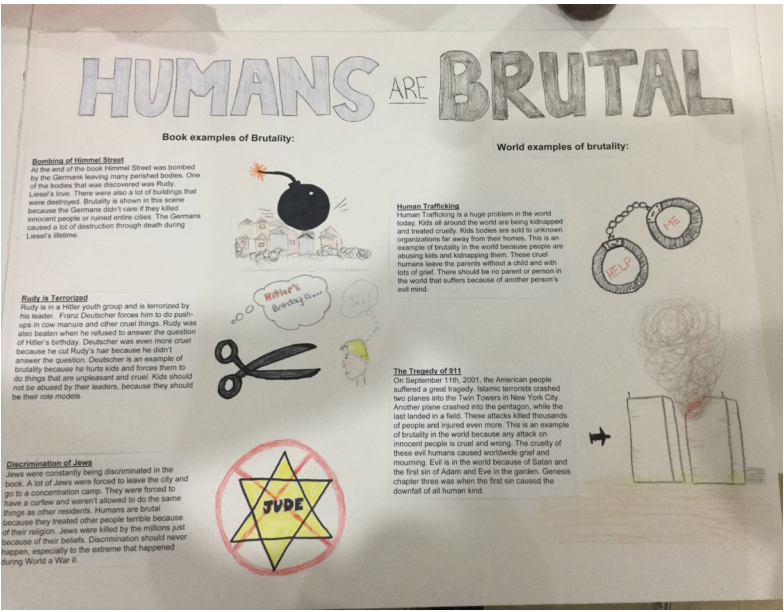 HUMANS ARE BRUTAL
Book examples of Brutality:
Bombing of Himmel Street
At the end of the book Himmel Street was bombed
by the Germans leaving many perished bodies. One
of the bodies that was discovered was Rudy,
Liesel's love. There were also a lot of buildings that
were destroyed. Brutality is shown in this scene
because the Germans didn't care if they killed
innocent people or ruined entire cities. The Germans
caused a lot of destruction through death during
Liesel's lifetime.
Rudy is Terrorized
Rudy is in a Hitler youth group and is terrorized by
his leader. Franz Deutscher forces him to do push-
ups in cow manure and other cruel things. Rudy was
also beaten when he refused to answer the question
of Hitler's birthday. Deutscher was even more cruel
because he cut Rudy's hair because he didn't
answer the question. Deutscher is an example of
brutality because he hurts kids and forces them to
do things that are unpleasant and cruel. Kids should
not be abused by their leaders, because they should
be their role models.
Hitler's
Birthday is...
????
Discrimination of Jews
Jews were constantly being discriminated in the
book. A lot of Jews were forced to leave the city and
go to a concentration camp. They were forced to
have a curfew and weren't allowed to do the same
things as other residents. Humans are brutal
because they treated other people terrible because
of their religion. Jews were killed by the millions just
because of their beliefs. Discrimination should never
happen, especially to the extreme that happened
during World a War II.
JUDE
World examples of brutality:
Human Trafficking
Human Trafficking is a huge problem in the world
today. Kids all around the world are being kidnapped
and treated cruelly. Kids bodies are sold to unknown
organizations far away from their homes. This is an
example of brutality in the world because people are
abusing kids and kidnapping them. These cruel
humans leave the parents without a child and with
lots of grief. There should be no parent or person in
the world that suffers because of another person's
evil mind.
HELP
ME
The Tregedy of 911
On September 11th, 2001, the American people
suffered a great tragedy. Islamic terrorists crashed
two planes into the Twin Towers in New York City.
Another plane crashed into the pentagon, while the
last landed in a field. These attacks killed thousands
of people and injured even more. This is an example
of brutality in the world because any attack on
innocent people is cruel and wrong. The cruelty of
these evil humans caused worldwide grief and
mourning. Evil is in the world because of Satan and
the first sin of Adam and Eve in the garden. Genesis
chapter three was when the first sin caused the
downfall of all human kind.